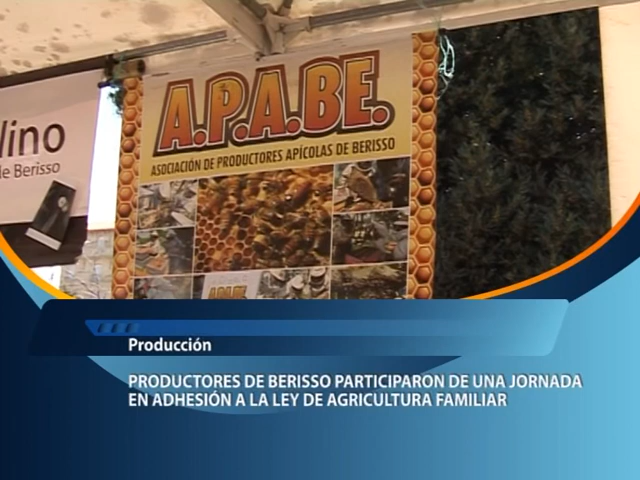 A.P.A.BE.
ASOCIACIÓN DE PRODUCTORES APÍCOLAS DE BERISSO
lino
de Berisso
Producción
PRODUCTORES DE BERISSO PARTICIPARON DE UNA JORNADA
EN ADHESIÓN A LA LEY DE AGRICULTURA FAMILIAR